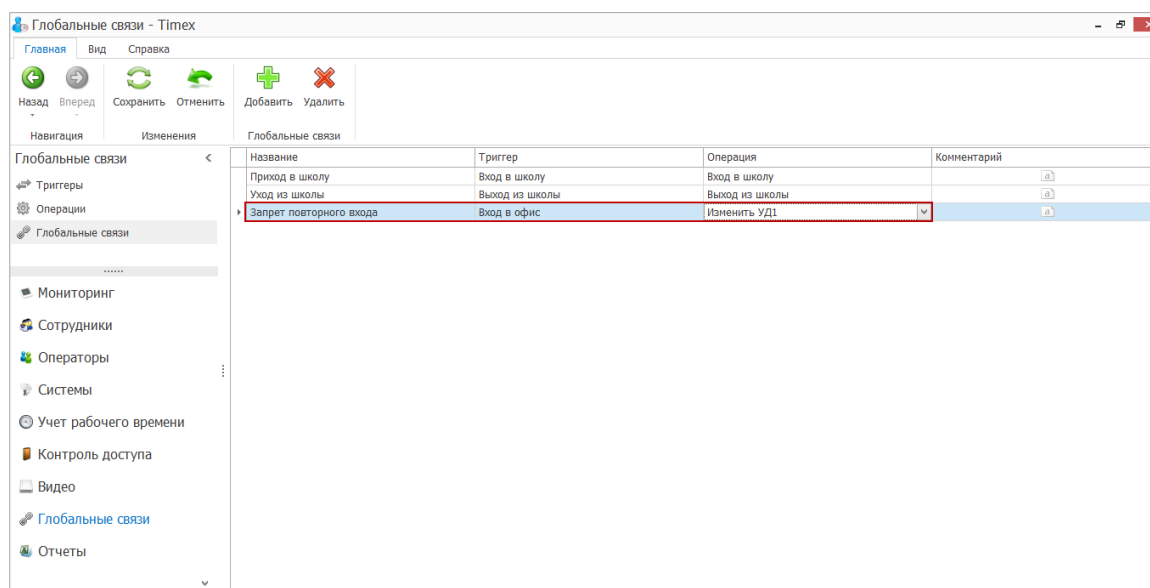 Глобальные связи - Timex
Главная Вид Справка
Назад Вперед Сохранить Отменить Добавить Удалить
Навигация Изменения Глобальные связи
Глобальные связи
Триггеры
Операции
Глобальные связи
Название Триггер Операция Комментарий
Приход в школу Вход в школу Вход в школу a
Уход из школы Выход из школы Выход из школы a
Запрет повторного входа Вход в офис Изменить УД1 a
Мониторинг
Сотрудники
Операторы
Системы
Учет рабочего времени
Контроль доступа
Видео
Глобальные связи
Отчеты